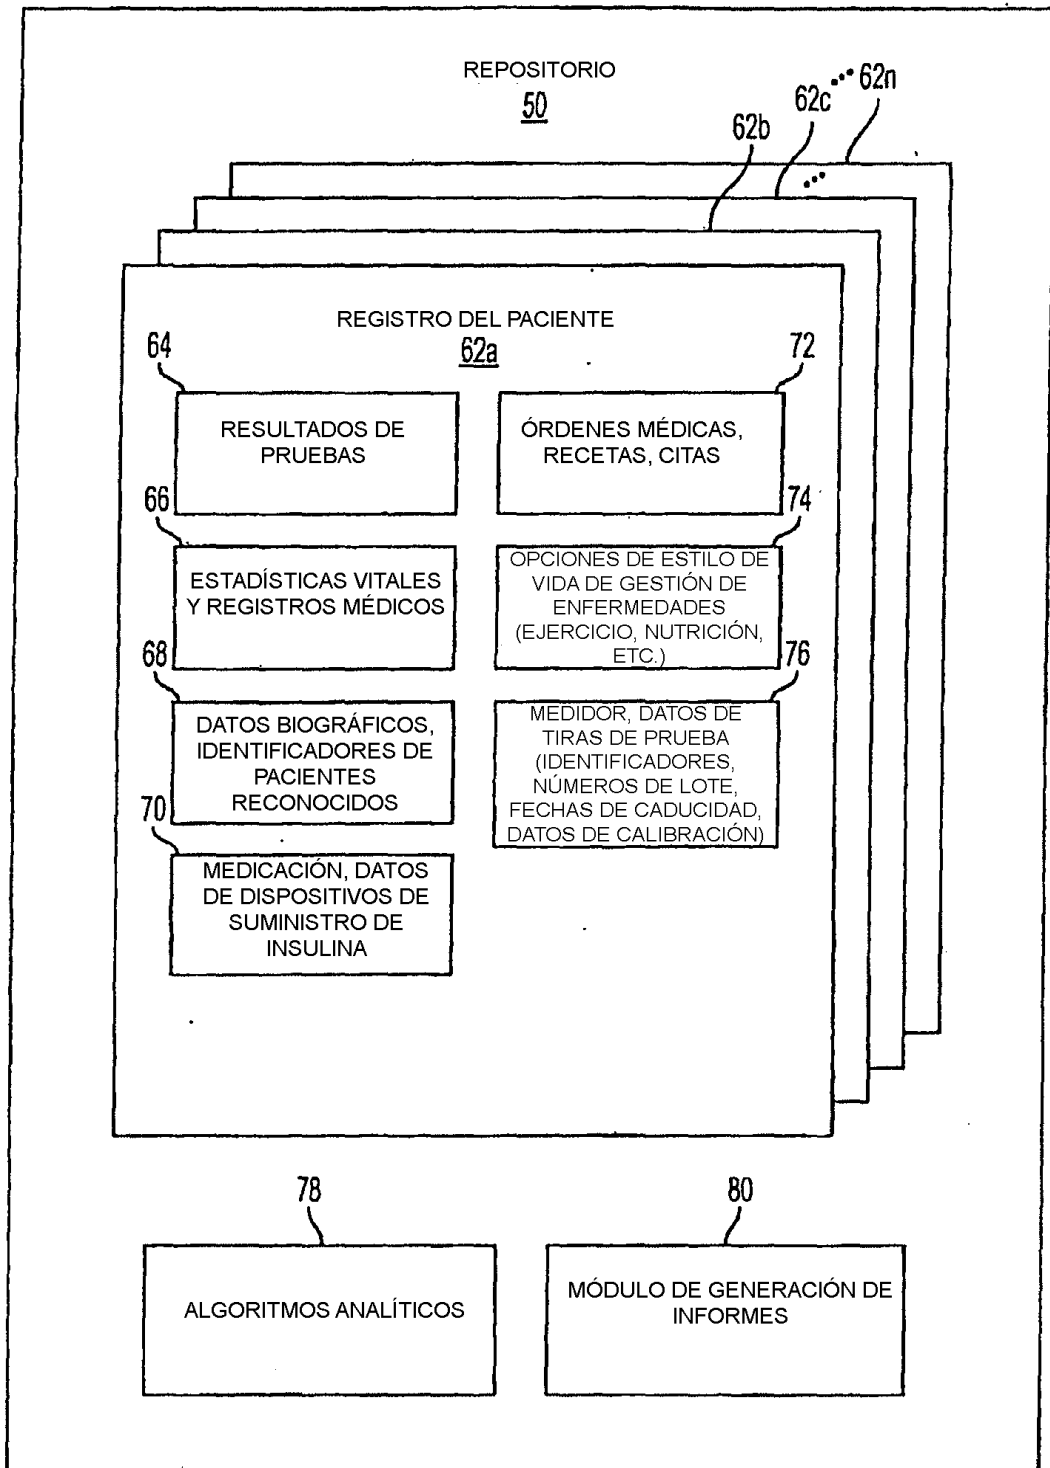 REPOSITORIO
50
62b
62c
62n
REGISTRO DEL PACIENTE
62a
64
RESULTADOS DE
PRUEBAS
72
ÓRDENES MÉDICAS,
RECETAS, CITAS
66
ESTADÍSTICAS VITALES
Y REGISTROS MÉDICOS
74
OPCIONES DE ESTILO DE
VIDA DE GESTIÓN DE
ENFERMEDADES
(EJERCICIO, NUTRICIÓN,
ETC.)
68
DATOS BIOGRÁFICOS,
IDENTIFICADORES DE
PACIENTES
RECONOCIDOS
76
MEDIDOR, DATOS DE
TIRAS DE PRUEBA
(IDENTIFICADORES,
NÚMEROS DE LOTE,
FECHAS DE CADUCIDAD,
DATOS DE CALIBRACIÓN)
70
MEDICACIÓN, DATOS
DE DISPOSITIVOS DE
SUMINISTRO DE
INSULINA
78
ALGORITMOS ANALÍTICOS
80
MÓDULO DE GENERACIÓN DE
INFORMES